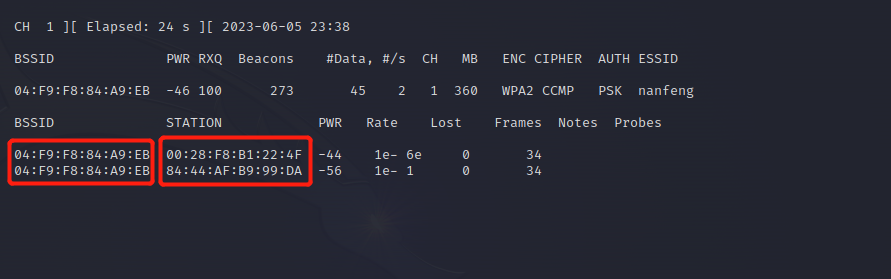 CH 1 ][ Elapsed: 24 s ][ 2023-06-05 23:38
BSSID PWR RXQ Beacons #Data, #/s CH MB ENC CIPHER AUTH ESSID
04:F9:F8:84:A9:EB -46 100 273 45 2 1 360 WPA2 CCMP PSK nanfeng
BSSID STATION PWR Rate Lost Frames Notes Probes
04:F9:F8:84:A9:EB 00:28:F8:B1:22:4F -44 1e- 6e 0 34
04:F9:F8:84:A9:EB 84:44:AF:B9:99:DA -56 1e- 1 0 34